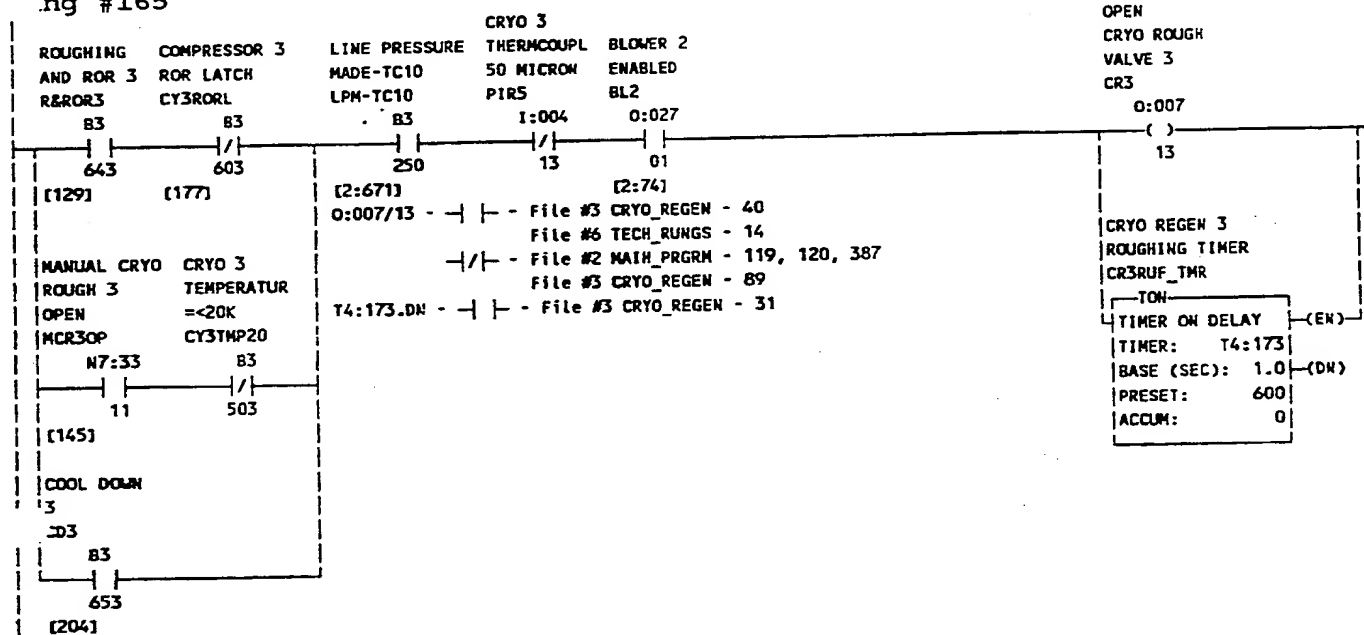 ng #165
ROUGHING AND ROR 3 R&ROR3
B3
643
[129]
COMPRESSOR 3 ROR LATCH CY3RORL
B3
603
[177]
LINE PRESSURE MADE-TC10 LPM-TC10
B3
250
[2:671]
CRYO 3 THERMCOUPL 50 MICRON PIR5
I:004
13
BLOWER 2 ENABLED BL2
O:027
01
[2:74]
OPEN CRYO ROUGH VALVE 3 CR3
O:007
( )
13
O:007/13 - ─┤ ├─ - File #3 CRYO_REGEN - 40
File #6 TECH_RUNGS - 14
─┤/├─ - File #2 MAIN_PRGRM - 119, 120, 387
File #3 CRYO_REGEN - 89
T4:173.DN - ─┤ ├─ - File #3 CRYO_REGEN - 31
MANUAL CRYO ROUGH 3 OPEN MCR3OP
N7:33
11
[145]
CRYO 3 TEMPERATUR =<20K CY3TMP20
B3
503
COOL DOWN 3
D3
B3
653
[204]
CRYO REGEN 3
ROUGHING TIMER
CR3RUF_TMR
TON
TIMER ON DELAY (EN)
TIMER: T4:173
BASE (SEC): 1.0 (DN)
PRESET: 600
ACCUM: 0